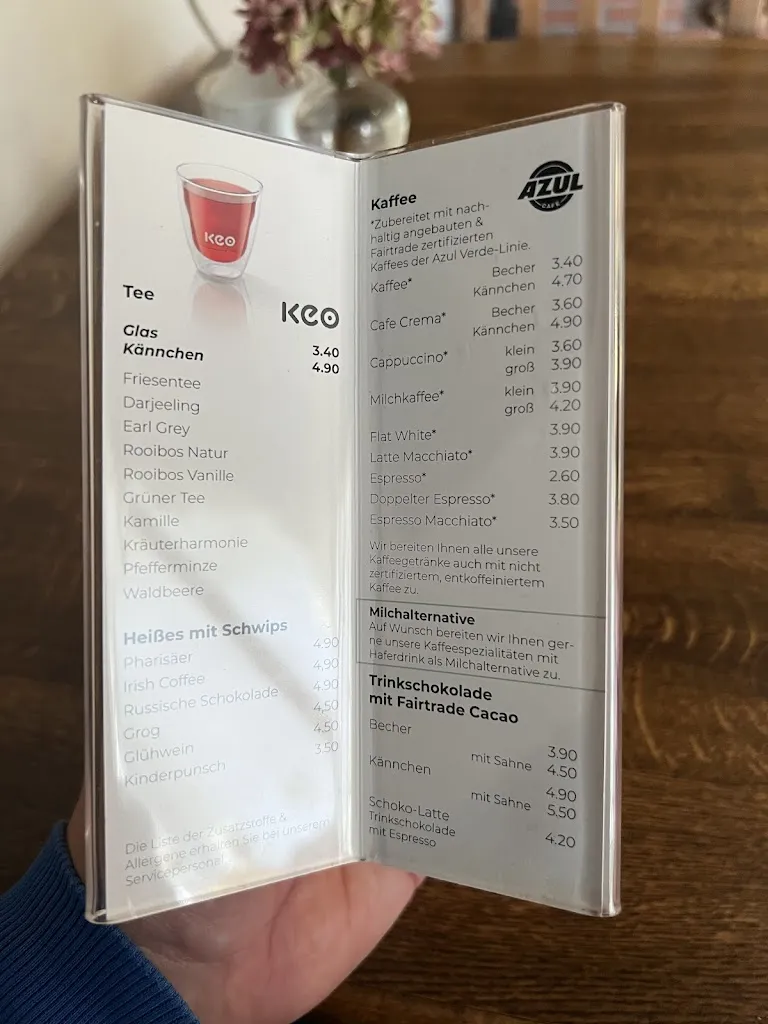 keo
Tee
keo
Glas 3.40
Kännchen 4.90
Friesentee
Darjeeling
Earl Grey
Rooibos Natur
Rooibos Vanille
Grüner Tee
Kamille
Kräuterharmonie
Pfefferminze
Waldbeere
Heißes mit Schwips
Pharisäer 4.90
Irish Coffee 4,90
Russische Schokolade 4.90
Grog 4,50
Glühwein 4.50
Kinderpunsch 3.50
Die Liste der Zusatzstoffe &
Allergene erhalten Sie bei unserem
Servicepersonal.
AZUL
CAFÉ
Kaffee
*Zubereitet mit nach-
haltig angebauten &
Fairtrade zertifizierten
Kaffees der Azul Verde-Linie.
Kaffee* Becher 3.40
Kännchen 4.70
Cafe Crema* Becher 3.60
Kännchen 4.90
Cappuccino* klein 3.60
groß 3.90
Milchkaffee* klein 3.90
groß 4.20
Flat White* 3.90
Latte Macchiato* 3.90
Espresso* 2.60
Doppelter Espresso* 3.80
Espresso Macchiato* 3.50
Wir bereiten Ihnen alle unsere
Kaffeegetränke auch mit nicht
zertifiziertem, entkoffeiniertem
Kaffee zu.
Milchalternative
Auf Wunsch bereiten wir Ihnen ger-
ne unsere Kaffeespezialitäten mit
Haferdrink als Milchalternative zu.
Trinkschokolade
mit Fairtrade Cacao
Becher 3.90
mit Sahne 4.50
Kännchen 4.90
mit Sahne 5.50
Schoko-Latte
Trinkschokolade
mit Espresso 4.20